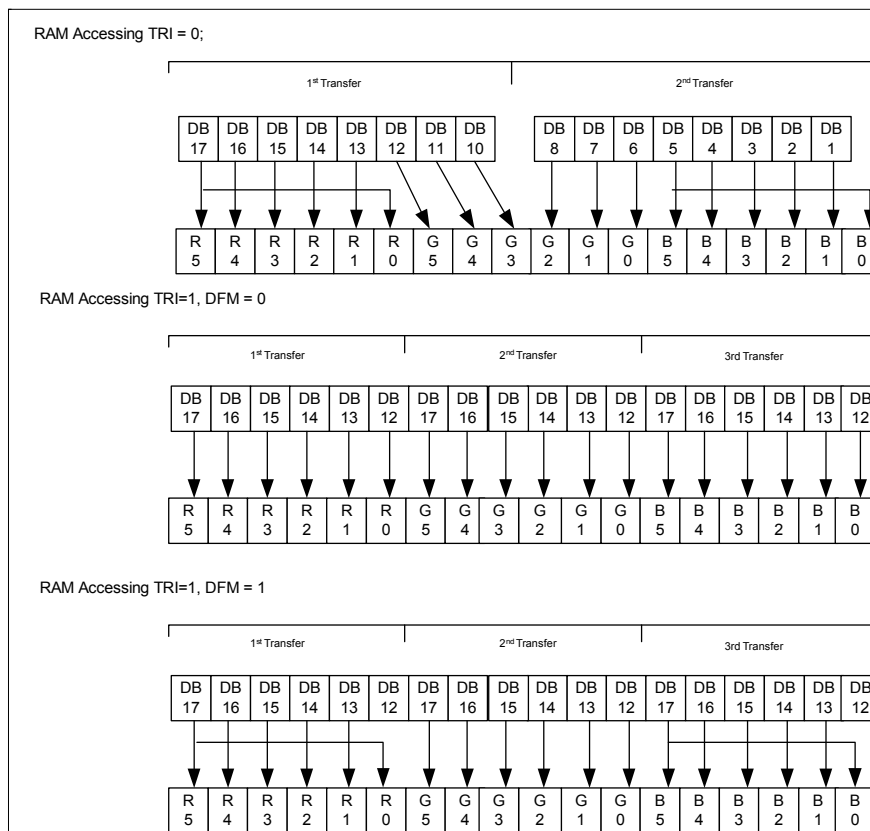 RAM Accessing TRI = 0;
1st Transfer 2nd Transfer
DB DB DB DB DB DB DB DB DB DB DB DB DB DB DB DB
17 16 15 14 13 12 11 10 8 7 6 5 4 3 2 1
R R R R R R G G G G G G B B B B B B
5 4 3 2 1 0 5 4 3 2 1 0 5 4 3 2 1 0
RAM Accessing TRI=1, DFM = 0
1st Transfer 2nd Transfer 3rd Transfer
DB DB DB DB DB DB DB DB DB DB DB DB DB DB DB DB DB DB
17 16 15 14 13 12 17 16 15 14 13 12 17 16 15 14 13 12
R R R R R R G G G G G G B B B B B B
5 4 3 2 1 0 5 4 3 2 1 0 5 4 3 2 1 0
RAM Accessing TRI=1, DFM = 1
1st Transfer 2nd Transfer 3rd Transfer
DB DB DB DB DB DB DB DB DB DB DB DB DB DB DB DB DB DB
17 16 15 14 13 12 17 16 15 14 13 12 17 16 15 14 13 12
R R R R R R G G G G G G B B B B B B
5 4 3 2 1 0 5 4 3 2 1 0 5 4 3 2 1 0